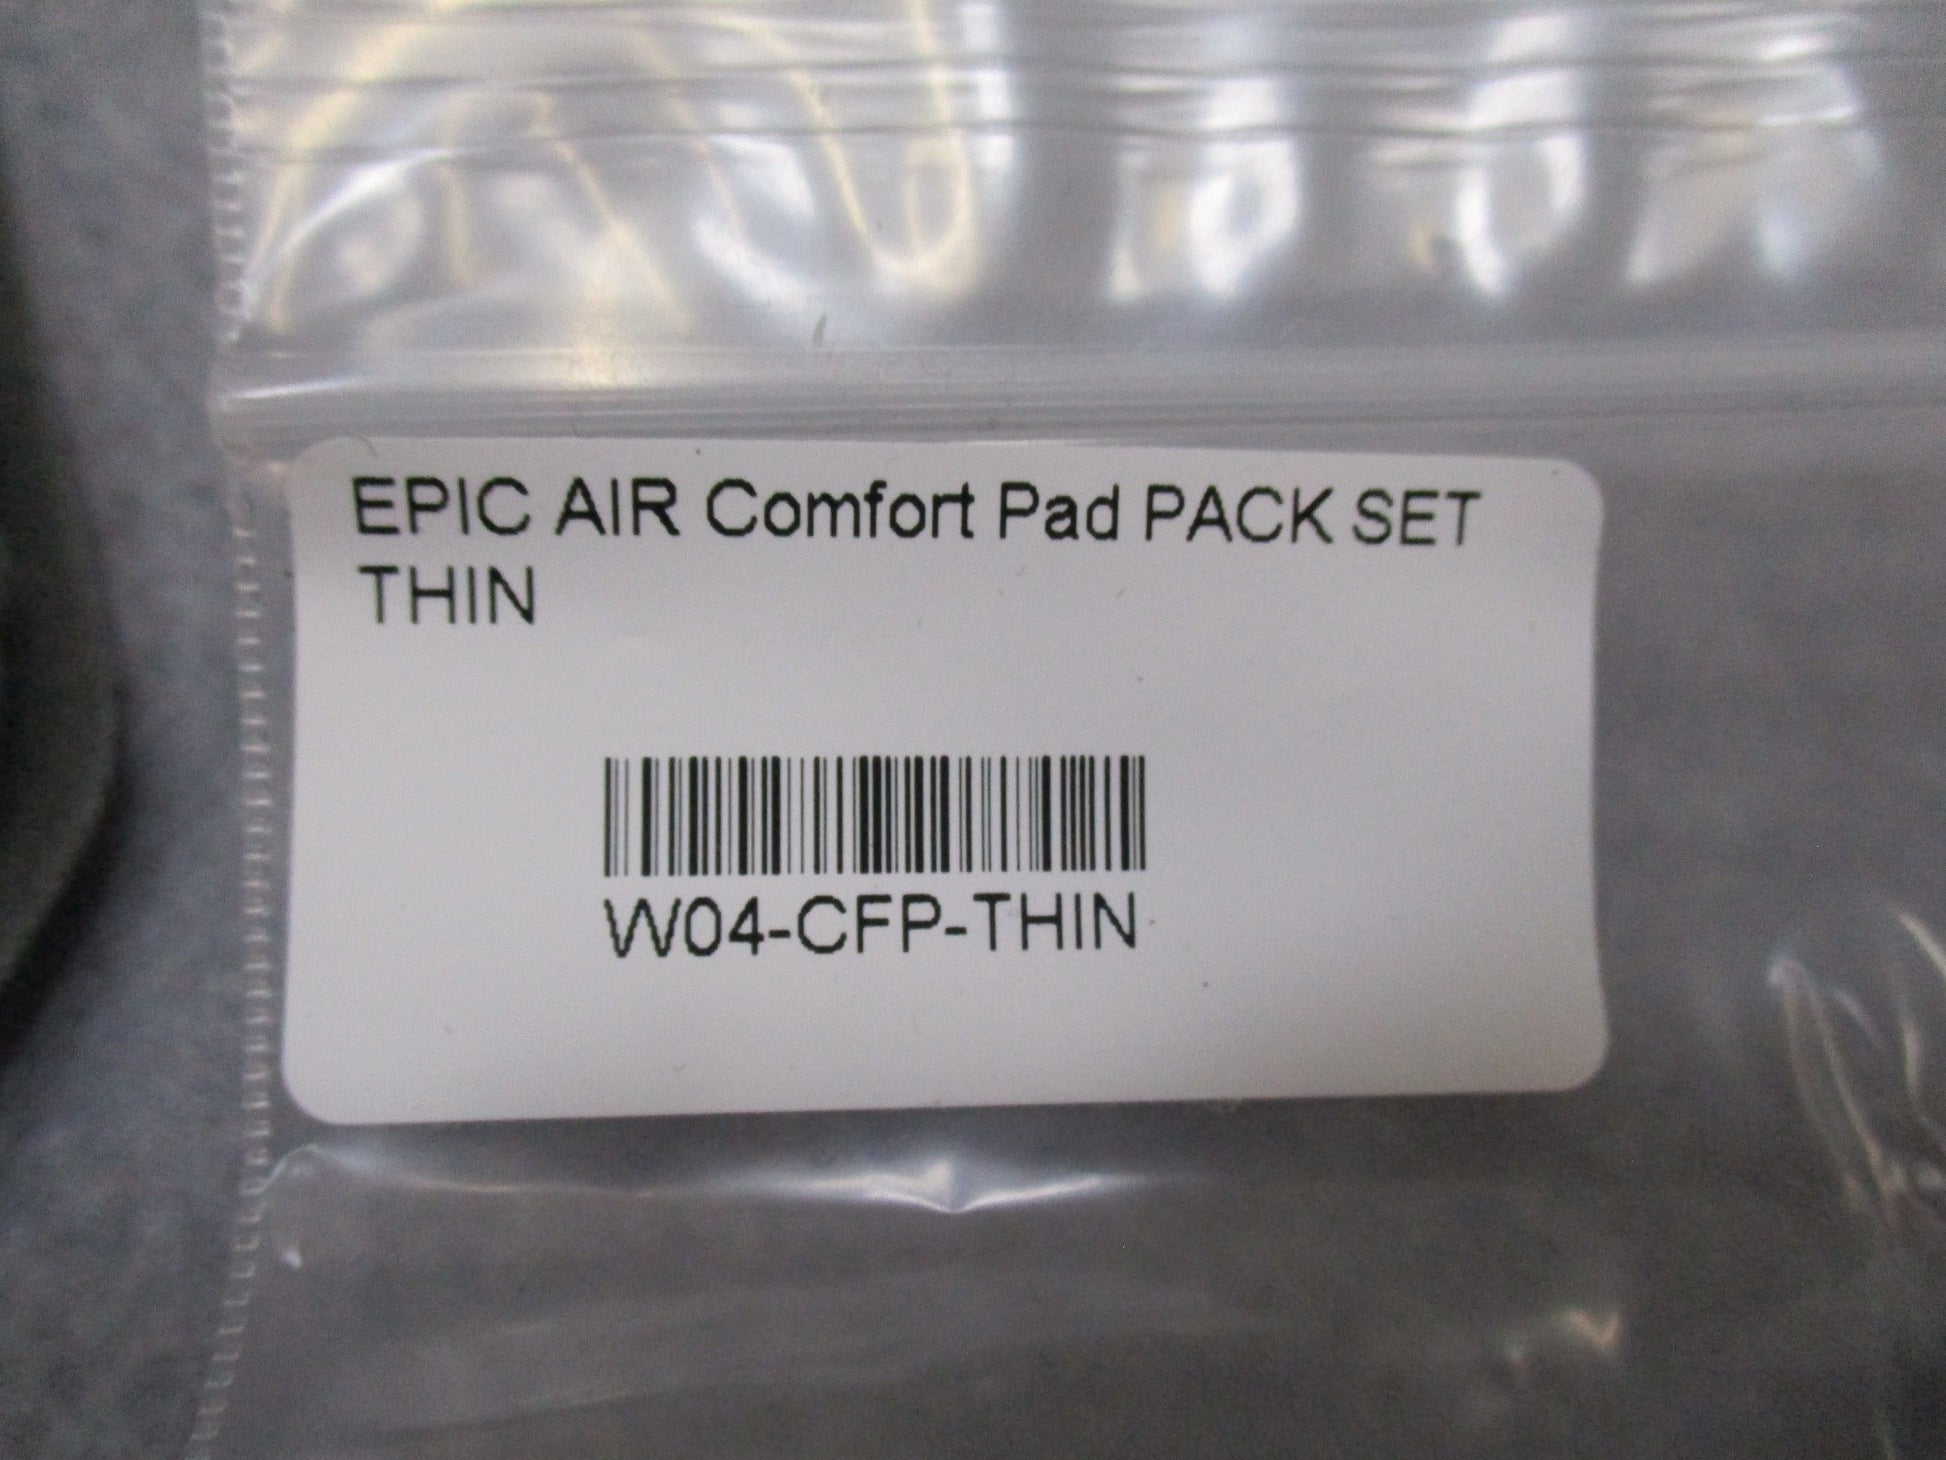 EPIC AIR Comfort Pad PACK SET
THIN
W04-CFP-THIN